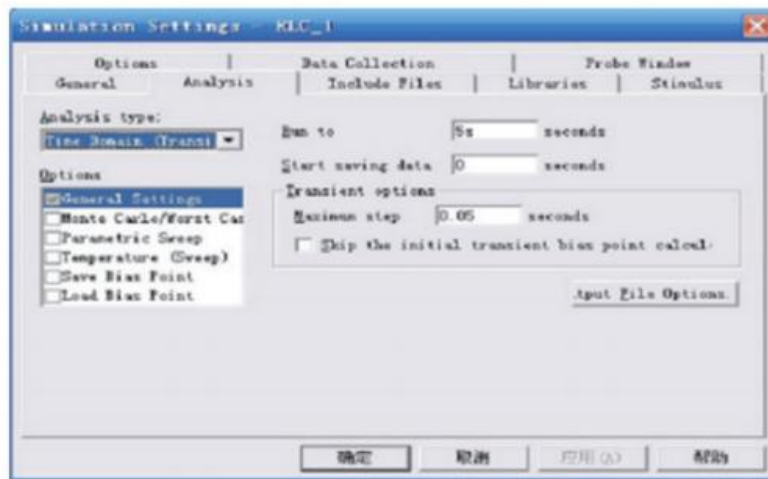 Simulation Settings - RLC_1
Options Data Collection Probe Window
General Analysis Include Files Libraries Stimulus
Analysis type:
Time Domain (Transi
Run to 5s seconds
Start saving data 0 seconds
Options
General Settings
Monte Carlo/Worst Cas
Parametric Sweep
Temperature (Sweep)
Save Bias Point
Load Bias Point
Transient options
Maximum step 0.05 seconds
Skip the initial transient bias point calcul
.tput File Options.
确定 取消 应用(A) 帮助